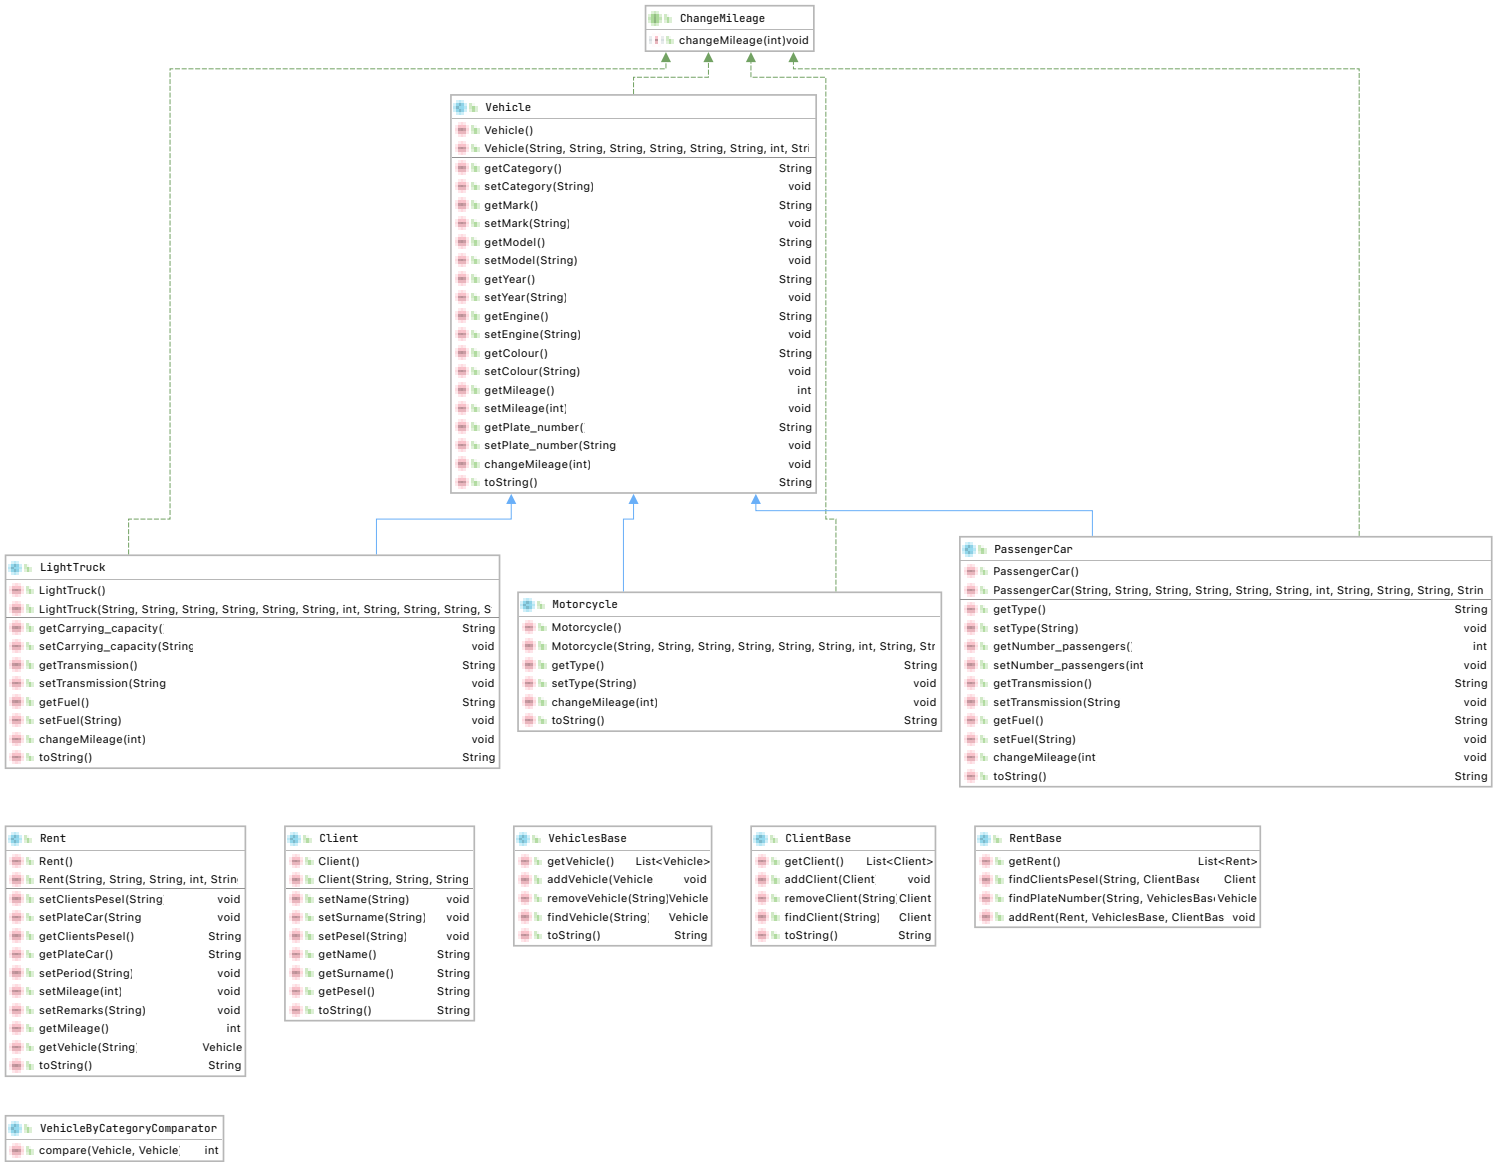 ChangeMileage
changeMileage(int)void
Vehicle
Vehicle()
Vehicle(String, String, String, String, String, String, int, Stri
getCategory() String
setCategory(String) void
getMark() String
setMark(String) void
getModel() String
setModel(String) void
getYear() String
setYear(String) void
getEngine() String
setEngine(String) void
getColour() String
setColour(String) void
getMileage() int
setMileage(int) void
getPlate_number( String
setPlate_number(String void
changeMileage(int) void
toString() String
LightTruck
LightTruck()
LightTruck(String, String, String, String, String, String, int, String, String, String, S
getCarrying_capacity( String
setCarrying_capacity(String void
getTransmission() String
setTransmission(String void
getFuel() String
setFuel(String) void
changeMileage(int) void
toString() String
Motorcycle
Motorcycle()
Motorcycle(String, String, String, String, String, String, int, String, Str
getType() String
setType(String) void
changeMileage(int) void
toString() String
PassengerCar
PassengerCar()
PassengerCar(String, String, String, String, String, String, int, String, String, String, Strin
getType() String
setType(String) void
getNumber_passengers() int
setNumber_passengers(int void
getTransmission() String
setTransmission(String void
getFuel() String
setFuel(String) void
changeMileage(int void
toString() String
Rent
Rent()
Rent(String, String, String, int, Strin
setClientsPesel(String void
setPlateCar(String void
getClientsPesel() String
getPlateCar() String
setPeriod(String) void
setMileage(int) void
setRemarks(String) void
getMileage() int
getVehicle(String) Vehicle
toString() String
Client
Client()
Client(String, String, String
setName(String) void
setSurname(String) void
setPesel(String) void
getName() String
getSurname() String
getPesel() String
toString() String
VehiclesBase
getVehicle() List<Vehicle>
addVehicle(Vehicle void
removeVehicle(String)Vehicle
findVehicle(String) Vehicle
toString() String
ClientBase
getClient() List<Client>
addClient(Client void
removeClient(String Client
findClient(String) Client
toString() String
RentBase
getRent() List<Rent>
findClientsPesel(String, ClientBase Client
findPlateNumber(String, VehiclesBase Vehicle
addRent(Rent, VehiclesBase, ClientBas void
VehicleByCategoryComparator
compare(Vehicle, Vehicle) int